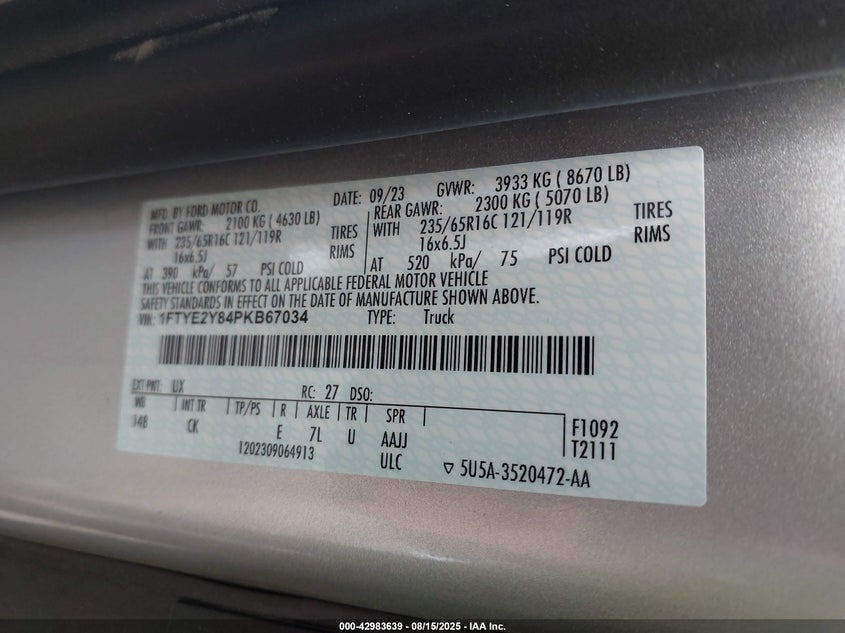 MFD. BY FORD MOTOR CO.
DATE: 09/23 GVWR: 3933 KG ( 8670 LB)
FRONT GAWR: 2100 KG ( 4630 LB)
WITH 235/65R16C 121/119R TIRES
16x6.5J RIMS
AT 390 kPa/ 57 PSI COLD
REAR GAWR: 2300 KG ( 5070 LB)
WITH 235/65R16C 121/119R TIRES
16x6.5J RIMS
AT 520 kPa/ 75 PSI COLD
THIS VEHICLE CONFORMS TO ALL APPLICABLE FEDERAL MOTOR VEHICLE
SAFETY STANDARDS IN EFFECT ON THE DATE OF MANUFACTURE SHOWN ABOVE.
VIN: 1FTYE2Y84PKB67034 TYPE: Truck
EXT PNT: UX RC: 27 DSO:
WB INT TR TP/PS R AXLE TR SPR
148 CK E 7L U AAJJ
1202309064913 ULC
F1092
T2111
▽ 5U5A-3520472-AA
000-42983639 - 08/15/2025 - IAA Inc.